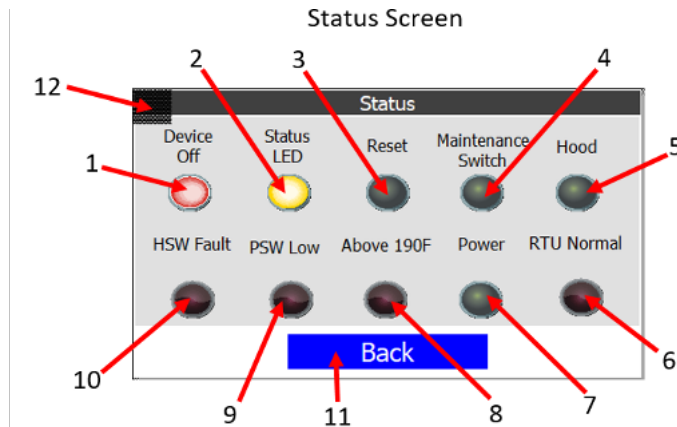 Status Screen
2
3
4
12
Status
Device
Off
Status
LED
Reset
Maintenance
Switch
Hood
1
5
HSW Fault
PSW Low
Above 190F
Power
RTU Normal
Back
10
9
11
8
7
6